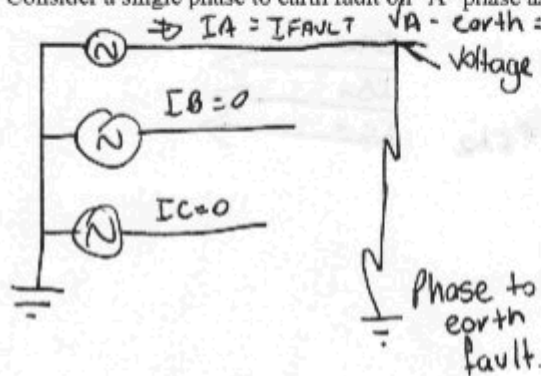 Consider a single phase to earth fault on "A" phase as
⇒ IA = IFAULT VA - earth =
Voltage
IB=0
IC=0
Phase to
earth
fault.